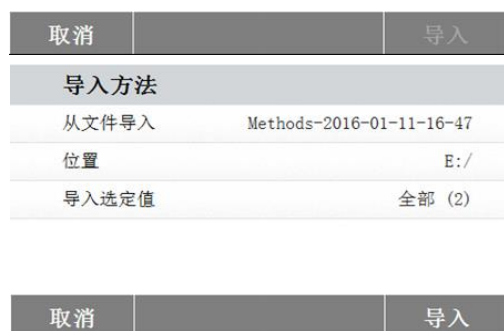 取消 导入
导入方法
从文件导入 Methods-2016-01-11-16-47
位置 E:/
导入选定值 全部 (2)
取消 导入